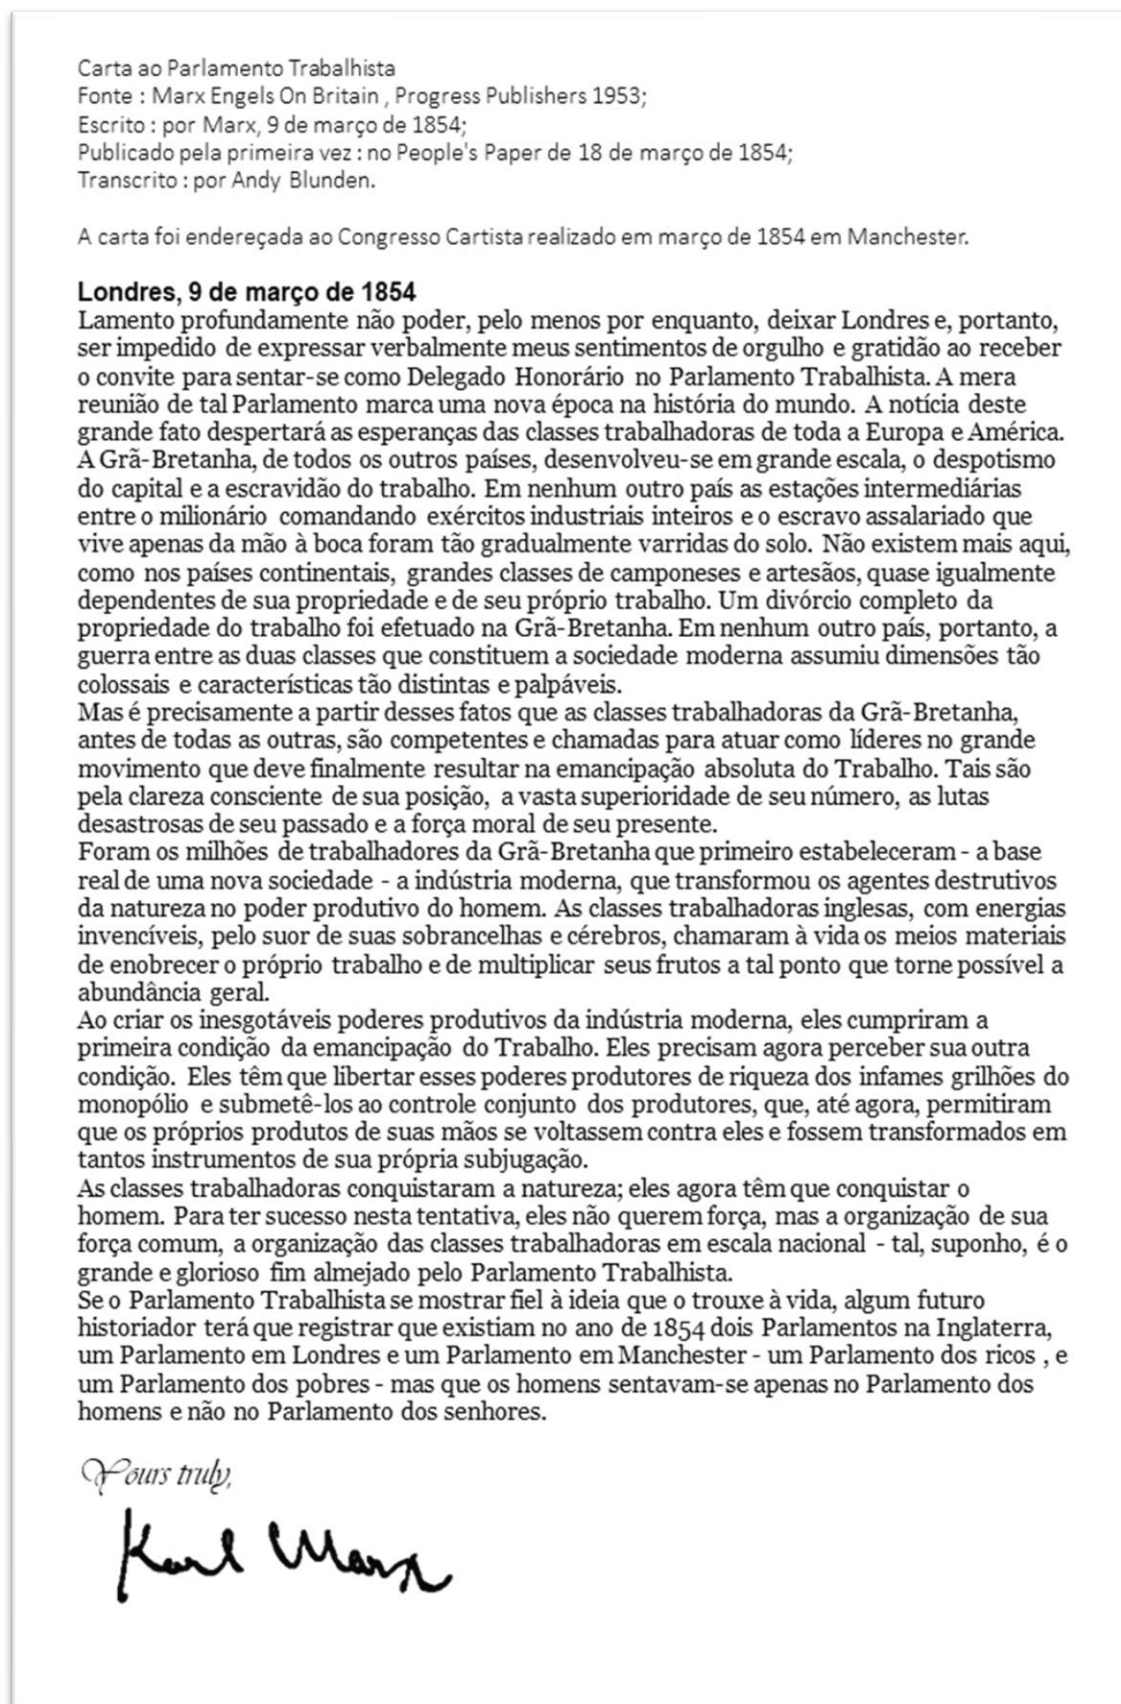 Carta ao Parlamento Trabalhista
Fonte : Marx Engels On Britain , Progress Publishers 1953;
Escrito : por Marx, 9 de março de 1854;
Publicado pela primeira vez : no People's Paper de 18 de março de 1854;
Transcrito : por Andy Blunden.
A carta foi endereçada ao Congresso Cartista realizado em março de 1854 em Manchester.
Londres, 9 de março de 1854
Lamento profundamente não poder, pelo menos por enquanto, deixar Londres e, portanto,
ser impedido de expressar verbalmente meus sentimentos de orgulho e gratidão ao receber
o convite para sentar-se como Delegado Honorário no Parlamento Trabalhista. A mera
reunião de tal Parlamento marca uma nova época na história do mundo. A notícia deste
grande fato despertará as esperanças das classes trabalhadoras de toda a Europa e América.
A Grã-Bretanha, de todos os outros países, desenvolveu-se em grande escala, o despotismo
do capital e a escravidão do trabalho. Em nenhum outro país as estações intermediárias
entre o milionário comandando exércitos industriais inteiros e o escravo assalariado que
vive apenas da mão à boca foram tão gradualmente varridas do solo. Não existem mais aqui,
como nos países continentais, grandes classes de camponeses e artesãos, quase igualmente
dependentes de sua propriedade e de seu próprio trabalho. Um divórcio completo da
propriedade do trabalho foi efetuado na Grã-Bretanha. Em nenhum outro país, portanto, a
guerra entre as duas classes que constituem a sociedade moderna assumiu dimensões tão
colossais e características tão distintas e palpáveis.
Mas é precisamente a partir desses fatos que as classes trabalhadoras da Grã-Bretanha,
antes de todas as outras, são competentes e chamadas para atuar como líderes no grande
movimento que deve finalmente resultar na emancipação absoluta do Trabalho. Tais são
pela clareza consciente de sua posição, a vasta superioridade de seu número, as lutas
desastrosas de seu passado e a força moral de seu presente.
Foram os milhões de trabalhadores da Grã-Bretanha que primeiro estabeleceram - a base
real de uma nova sociedade - a indústria moderna, que transformou os agentes destrutivos
da natureza no poder produtivo do homem. As classes trabalhadoras inglesas, com energias
invencíveis, pelo suor de suas sobrancelhas e cérebros, chamaram à vida os meios materiais
de enobrecer o próprio trabalho e de multiplicar seus frutos a tal ponto que torne possível a
abundância geral.
Ao criar os inesgotáveis poderes produtivos da indústria moderna, eles cumpriram a
primeira condição da emancipação do Trabalho. Eles precisam agora perceber sua outra
condição. Eles têm que libertar esses poderes produtores de riqueza dos infames grilhões do
monopólio e submetê-los ao controle conjunto dos produtores, que, até agora, permitiram
que os próprios produtos de suas mãos se voltassem contra eles e fossem transformados em
tantos instrumentos de sua própria subjugação.
As classes trabalhadoras conquistaram a natureza; eles agora têm que conquistar o
homem. Para ter sucesso nesta tentativa, eles não querem força, mas a organização de sua
força comum, a organização das classes trabalhadoras em escala nacional - tal, suponho, é o
grande e glorioso fim almejado pelo Parlamento Trabalhista.
Se o Parlamento Trabalhista se mostrar fiel à ideia que o trouxe à vida, algum futuro
historiador terá que registrar que existiam no ano de 1854 dois Parlamentos na Inglaterra,
um Parlamento em Londres e um Parlamento em Manchester - um Parlamento dos ricos , e
um Parlamento dos pobres - mas que os homens sentavam-se apenas no Parlamento dos
homens e não no Parlamento dos senhores.
Yours truly,
Karl Marx